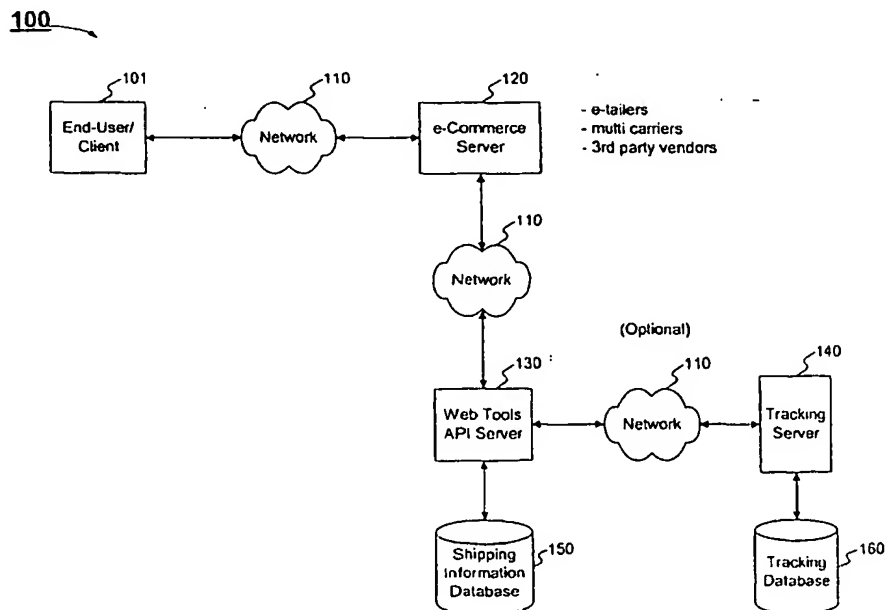 100
101
110
120
End-User/
Client
Network
e-Commerce
Server
- e-tailers
- multi carriers
- 3rd party vendors
110
Network
(Optional)
130
110
140
Web Tools
API Server
Network
Tracking
Server
Shipping
Information
Database
150
Tracking
Database
160